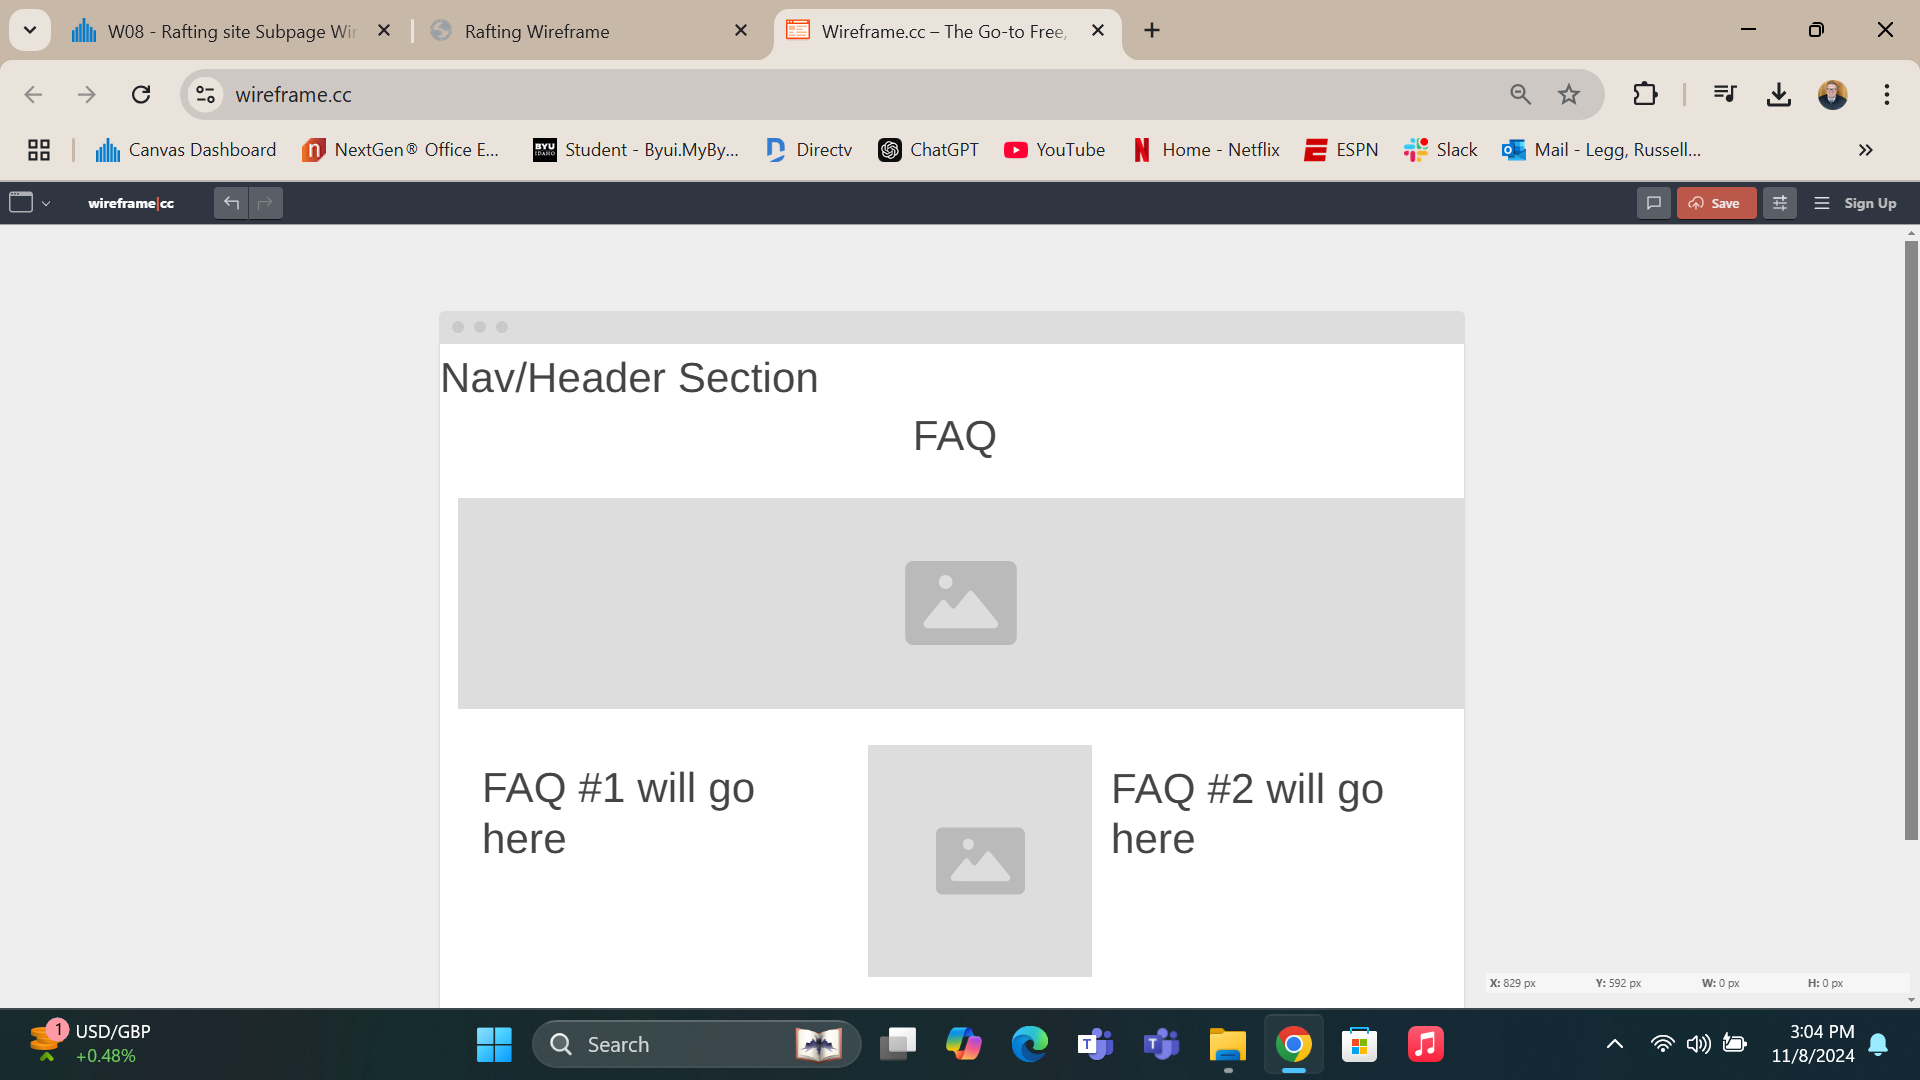 W08 - Rafting site Subpage Wir
Rafting Wireframe
Wireframe.cc – The Go-to Free,
wireframe.cc
Canvas Dashboard
NextGen® Office E...
BYU
IDAHO
Student - Byui.MyBy...
Directv
ChatGPT
YouTube
Home - Netflix
ESPN
Slack
Mail - Legg, Russell...
wireframe|cc
Save
Sign Up
Nav/Header Section
FAQ
FAQ #1 will go
here
FAQ #2 will go
here
X: 829 px
Y: 592 px
W: 0 px
H: 0 px
1
USD/GBP
+0.48%
Search
3:04 PM
11/8/2024